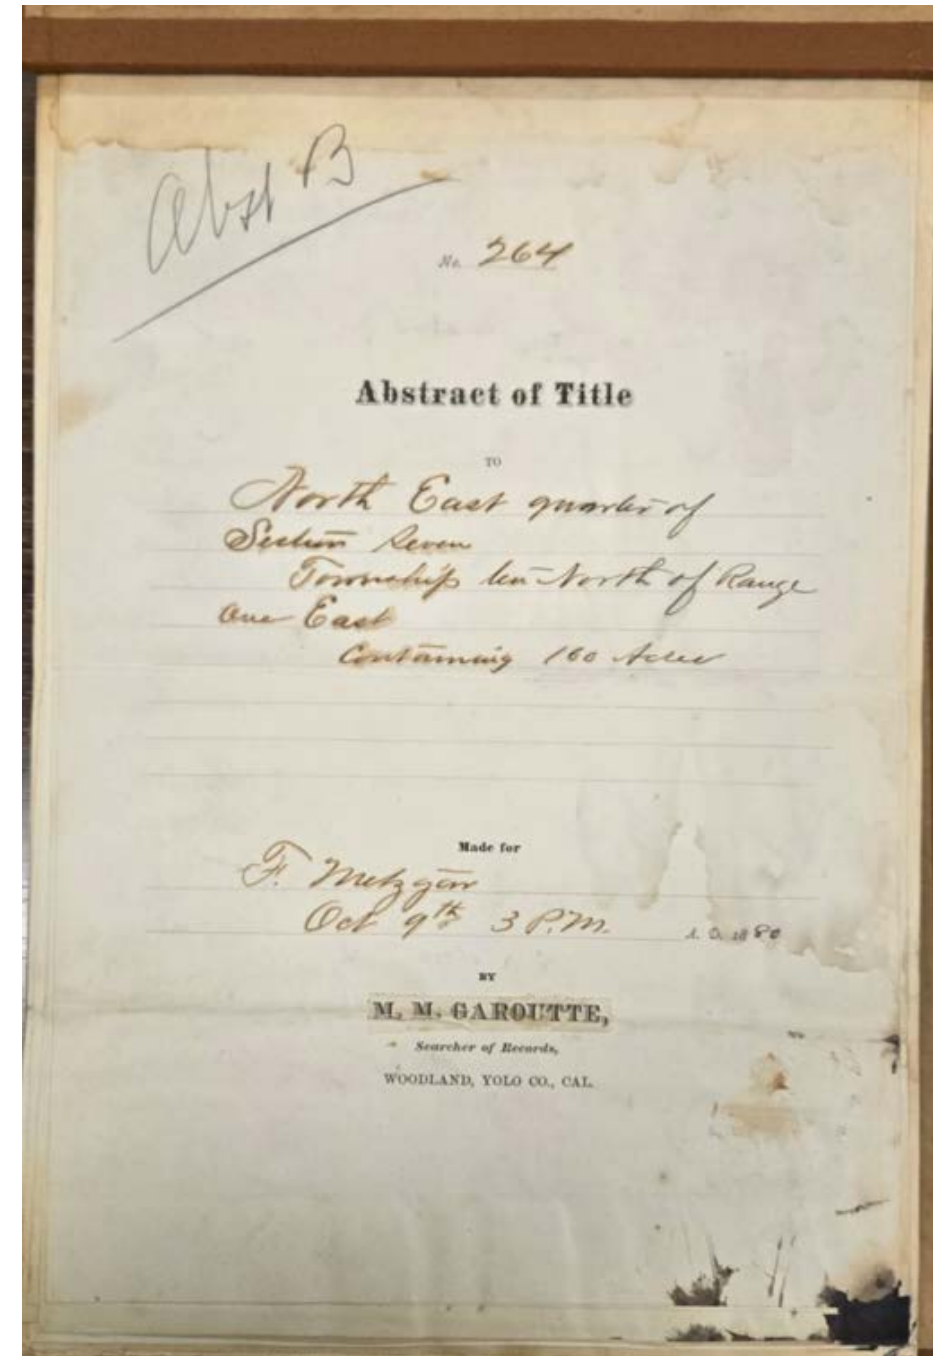 Abst B
No. 264
Abstract of Title
TO
North East quarter of
Section Seven
Township ten North of Range
One East
Containing 160 Acres
Made for
F. Metzgar
Oct 9th 3 P.M. A. D. 1880
BY
M. M. GAROUTTE,
Searcher of Records,
WOODLAND, YOLO CO., CAL.